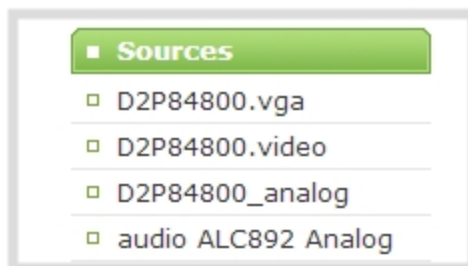 Sources
D2P84800.vga
D2P84800.video
D2P84800_analog
audio ALC892 Analog